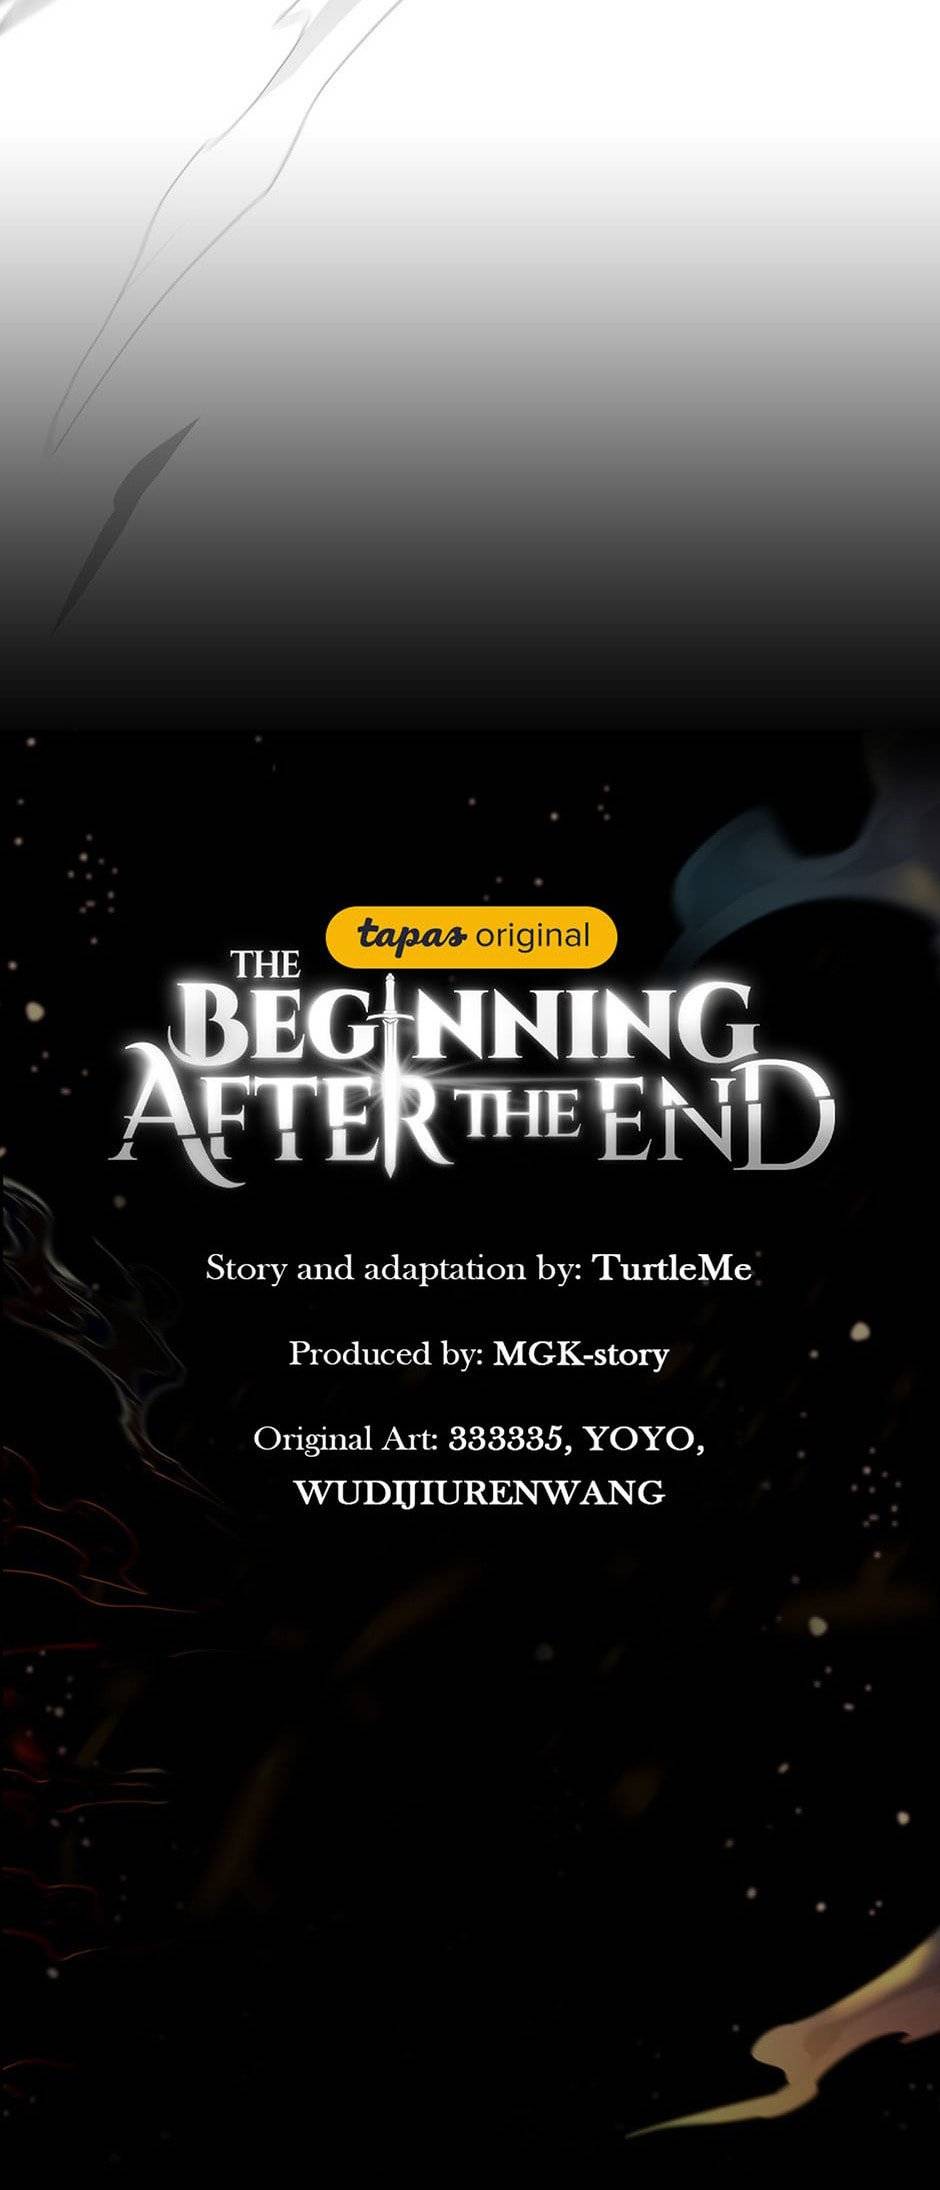 tapas original
THE
BEGINNING
AFTER THE END
Story and adaptation by: TurtleMe
Produced by: MGK-story
Original Art: 333335, YOYO,
WUDIJIURENWANG